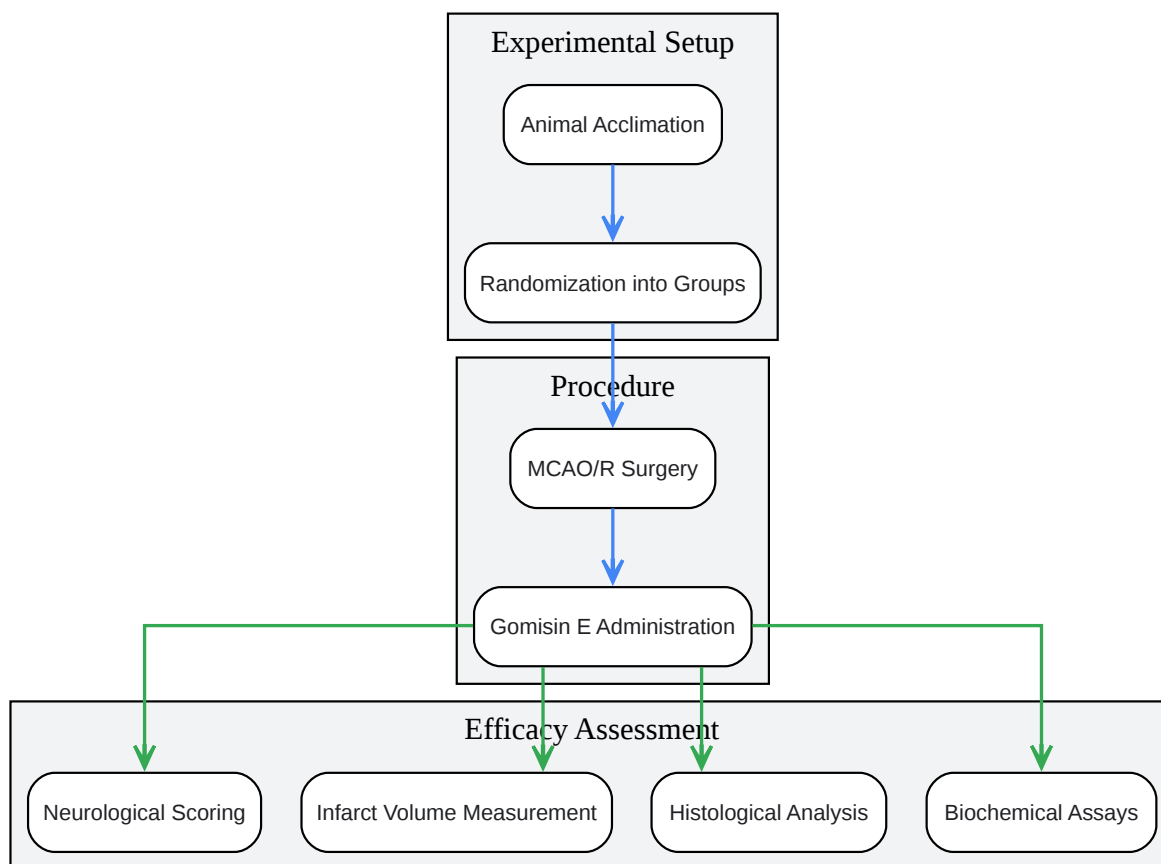 Experimental Setup
Animal Acclimation
Randomization into Groups
Procedure
MCAO/R Surgery
Gomisin E Administration
Efficacy Assessment
Neurological Scoring
Infarct Volume Measurement
Histological Analysis
Biochemical Assays